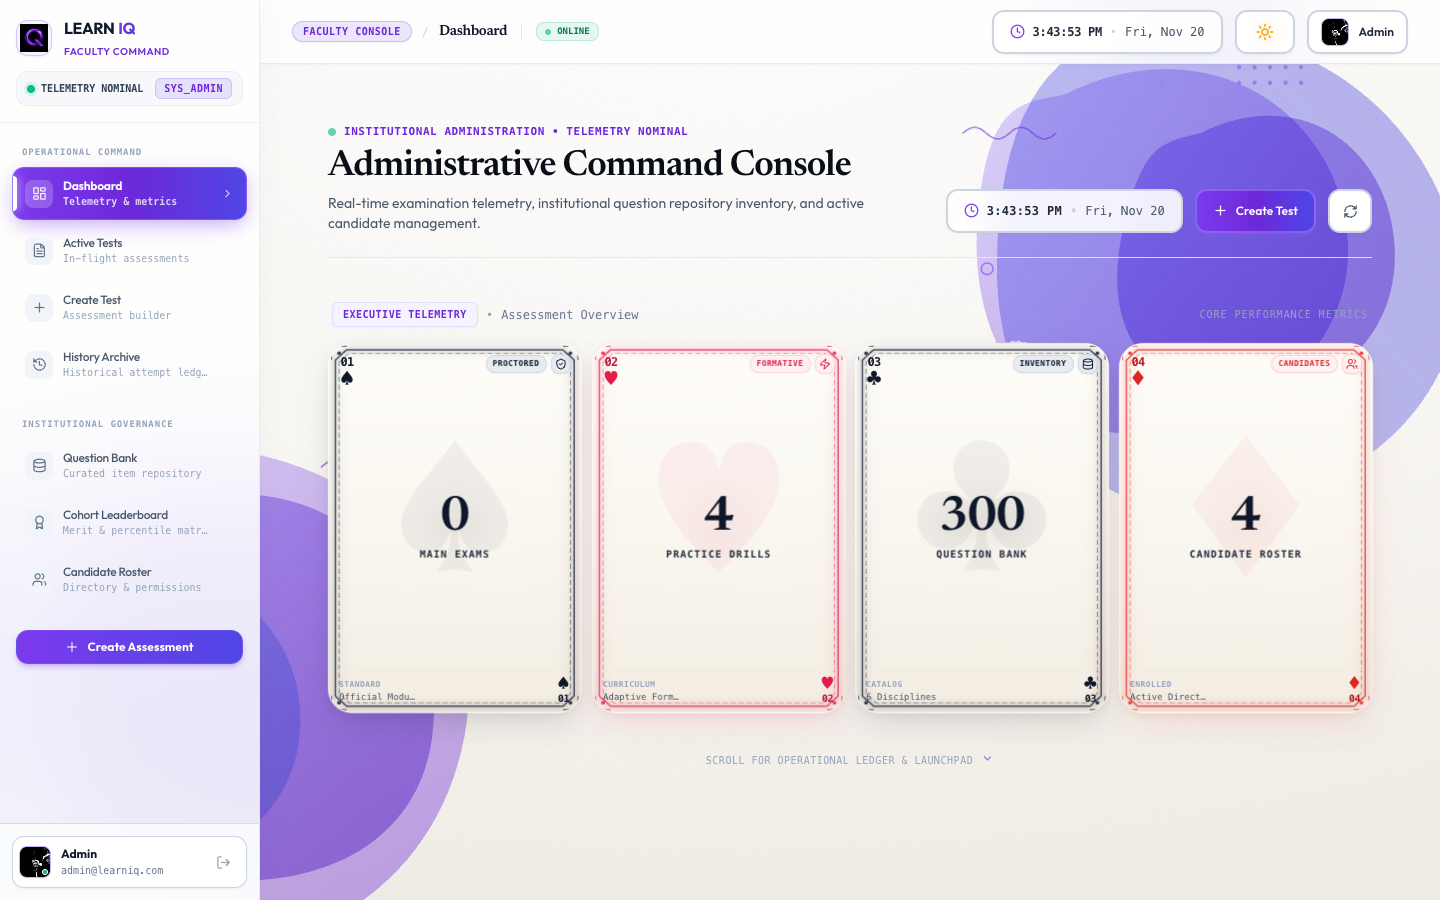 LEARN IQ
FACULTY COMMAND
TELEMETRY NOMINAL
SYS_ADMIN
OPERATIONAL COMMAND
Dashboard
Telemetry & metrics
Active Tests
In-flight assessments
Create Test
Assessment builder
History Archive
Historical attempt ledg…
INSTITUTIONAL GOVERNANCE
Question Bank
Curated item repository
Cohort Leaderboard
Merit & percentile matr…
Candidate Roster
Directory & permissions
Create Assessment
Admin
admin@learniq.com
FACULTY CONSOLE / Dashboard
ONLINE
3:43:53 PM • Fri, Nov 20
Admin
INSTITUTIONAL ADMINISTRATION • TELEMETRY NOMINAL
Administrative Command Console
Real-time examination telemetry, institutional question repository inventory, and active
candidate management.
3:43:53 PM • Fri, Nov 20
Create Test
EXECUTIVE TELEMETRY • Assessment Overview
CORE PERFORMANCE METRICS
01
PROCTORED
0
MAIN EXAMS
STANDARD
Official Modu…
01
02
FORMATIVE
4
PRACTICE DRILLS
CURRICULUM
Adaptive Form…
02
03
INVENTORY
300
QUESTION BANK
CATALOG
6 Disciplines
03
04
CANDIDATES
4
CANDIDATE ROSTER
ENROLLED
Active Direct…
04
SCROLL FOR OPERATIONAL LEDGER & LAUNCHPAD